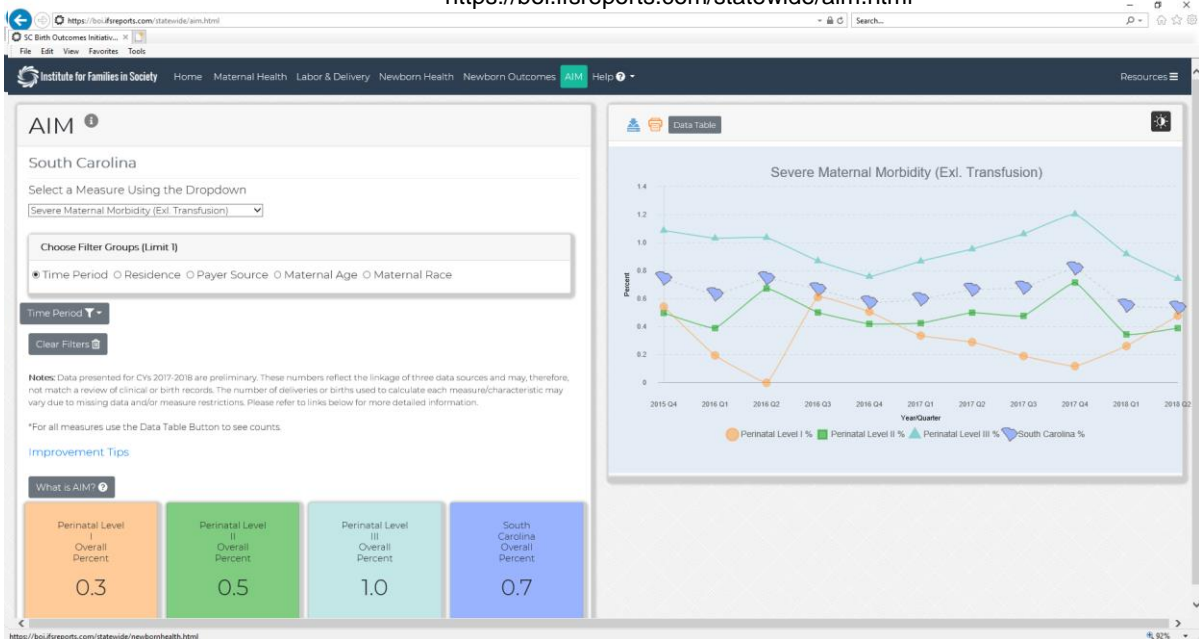 https://boi.ifsreports.com/statewide/aim.html
https://boi.ifsreports.com/statewide/aim.html
Search...
SC Birth Outcomes Initiativ...
File Edit View Favorites Tools
Institute for Families in Society Home Maternal Health Labor & Delivery Newborn Health Newborn Outcomes AIM Help Resources
AIM
South Carolina
Select a Measure Using the Dropdown
Severe Maternal Morbidity (Exl. Transfusion)
Choose Filter Groups (Limit 1)
Time Period Residence Payer Source Maternal Age Maternal Race
Time Period
Clear Filters
Notes: Data presented for CYs 2017-2018 are preliminary. These numbers reflect the linkage of three data sources and may, therefore,
not match a review of clinical or birth records. The number of deliveries or births used to calculate each measure/characteristic may
vary due to missing data and/or measure restrictions. Please refer to links below for more detailed information.
*For all measures use the Data Table Button to see counts.
Improvement Tips
What is AIM?
Perinatal Level
I
Overall
Percent
0.3
Perinatal Level
II
Overall
Percent
0.5
Perinatal Level
III
Overall
Percent
1.0
South
Carolina
Overall
Percent
0.7
Data Table
Severe Maternal Morbidity (Exl. Transfusion)
1.4
1.2
1.0
0.8
0.6
0.4
0.2
0
Percent
2015 Q4 2016 Q1 2016 Q2 2016 Q3 2016 Q4 2017 Q1 2017 Q2 2017 Q3 2017 Q4 2018 Q1 2018 Q2
Year/Quarter
Perinatal Level I % Perinatal Level II % Perinatal Level III % South Carolina %
https://boi.ifsreports.com/statewide/newbornhealth.html
92%